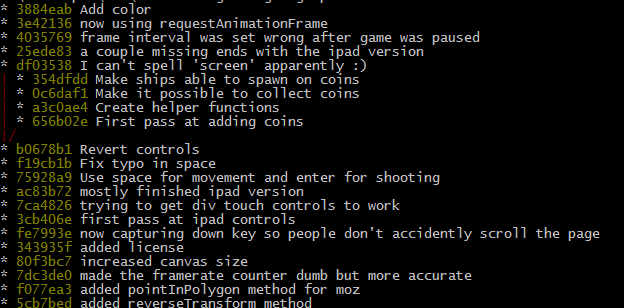 * 3884eab Add color
* 3e42136 now using requestAnimationFrame
* 4035769 frame interval was set wrong after game was paused
* 25ede83 a couple missing ends with the ipad version
* df03538 I can't spell 'screen' apparently :)
| * 354dfdd Make ships able to spawn on coins
| * 0c6daf1 Make it possible to collect coins
| * a3c0ae4 Create helper functions
| * 656b02e First pass at adding coins
|/
* b0678b1 Revert controls
* f19cb1b Fix typo in space
* 75928a9 Use space for movement and enter for shooting
* ac83b72 mostly finished ipad version
* 7ca4826 trying to get div touch controls to work
* 3cb406e first pass at ipad controls
* fe7993e now capturing down key so people don't accidently scroll the page
* 343935f added license
* 80f3bc7 increased canvas size
* 7dc3de0 made the framerate counter dumb but more accurate
* f077ea3 added pointInPolygon method for moz
* 5cb7bed added reverseTransform method